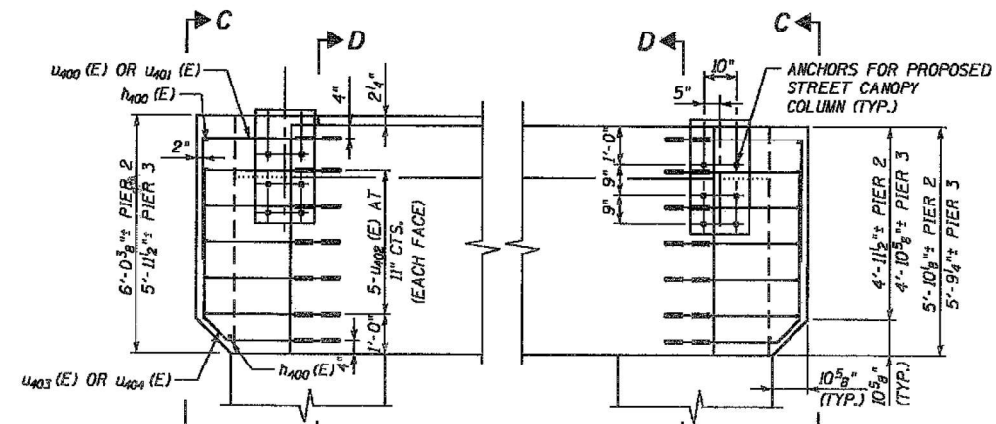 C
D
D
C
u400 (E) OR u401 (E)
h400 (E)
4"
2¼"
10"
5"
ANCHORS FOR PROPOSED
STREET CANOPY
COLUMN (TYP.)
2"
1'-0"
9"
9"
6'-0⅜"± PIER 2
5'-11½"± PIER 3
5-u402 (E) AT
11" CTS.
(EACH FACE)
4'-11½"± PIER 2
4'-10⅝"± PIER 3
5'-10⅛"± PIER 2
5'-9¼"± PIER 3
1'-0"
4"
h400 (E)
u403 (E) OR u404 (E)
10⅝"
(TYP.)
10⅝"
(TYP.)
C
D
D
C